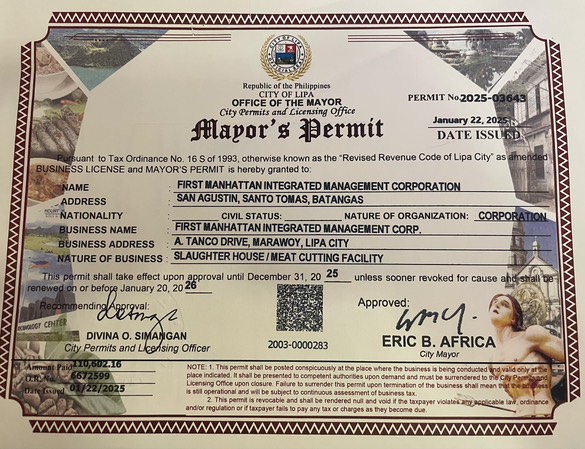 CITY OF LIPA
Republic of the Philippines
CITY OF LIPA
OFFICE OF THE MAYOR
City Permits and Licensing Office
Mayor's Permit
PERMIT No.2025-03643
January 22, 2025
DATE ISSUED
Pursuant to Tax Ordinance No. 16 S of 1993, otherwise known as the "Revised Revenue Code of Lipa City" as amended
BUSINESS LICENSE and MAYOR'S PERMIT is hereby granted to:
NAME : FIRST MANHATTAN INTEGRATED MANAGEMENT CORPORATION
ADDRESS : SAN AGUSTIN, SANTO TOMAS, BATANGAS
NATIONALITY : CIVIL STATUS: NATURE OF ORGANIZATION: CORPORATION
BUSINESS NAME : FIRST MANHATTAN INTEGRATED MANAGEMENT CORP.
BUSINESS ADDRESS : A. TANCO DRIVE, MARAWOY, LIPA CITY
NATURE OF BUSINESS : SLAUGHTER HOUSE / MEAT CUTTING FACILITY
This permit shall take effect upon approval until December 31, 20 25 unless sooner revoked for cause and shall be
renewed on or before January 20, 20 26
Recommending Approval:
Approved:
DIVINA O. SIMANGAN
City Permits and Licensing Officer
2003-0000283
ERIC B. AFRICA
City Mayor
TECHNOLOGY CENTER
Amount Paid 110,602.16
O.R. No. 6672599
Date Issued 01/22/2025
NOTE: 1. This permit shall be posted conspicuously at the place where the business is being conducted and valid only at the
place indicated. It shall be presented to competent authorities upon demand and must be surrendered to the City Permits and
Licensing Office upon closure. Failure to surrender this permit upon termination of the business shall mean that the business
is still operational and will be subject to continuous assessment of business tax.
2. This permit is revocable and shall be rendered null and void if the taxpayer violates any applicable law, ordinance
and/or regulation or if taxpayer fails to pay any tax or charges as they become due.